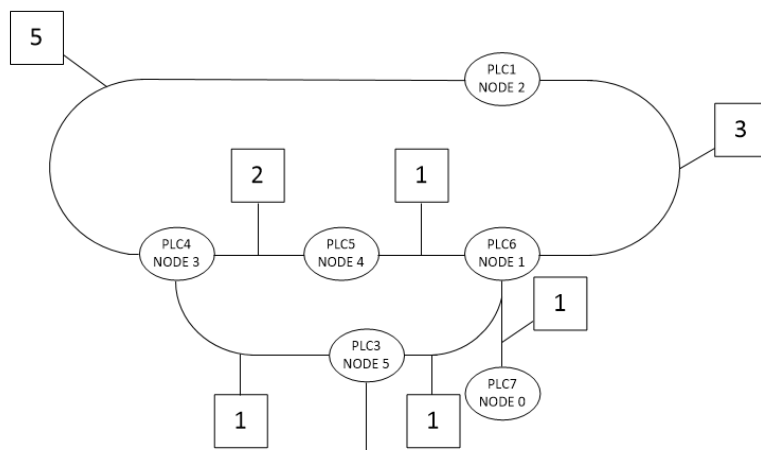 5
PLC1
NODE 2
3
2
1
PLC4
NODE 3
PLC5
NODE 4
PLC6
NODE 1
1
PLC3
NODE 5
PLC7
NODE 0
1
1